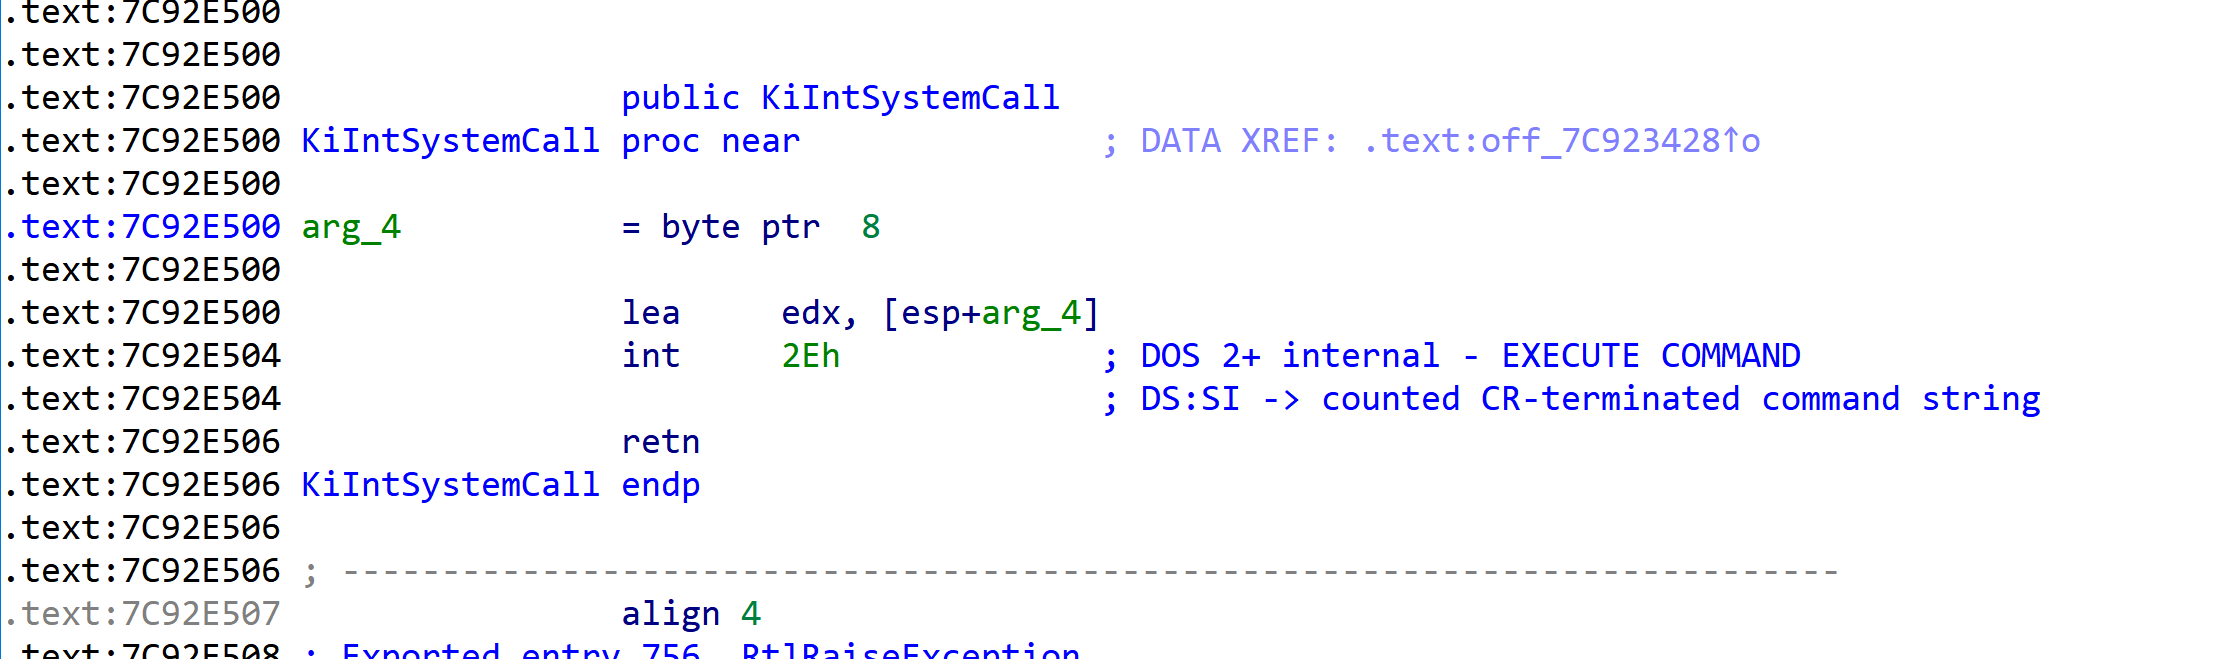 .text:7C92E500
.text:7C92E500
.text:7C92E500 public KiIntSystemCall
.text:7C92E500 KiIntSystemCall proc near ; DATA XREF: .text:off_7C923428↑o
.text:7C92E500
.text:7C92E500 arg_4 = byte ptr 8
.text:7C92E500
.text:7C92E500 lea edx, [esp+arg_4]
.text:7C92E504 int 2Eh ; DOS 2+ internal - EXECUTE COMMAND
.text:7C92E504 ; DS:SI -> counted CR-terminated command string
.text:7C92E506 retn
.text:7C92E506 KiIntSystemCall endp
.text:7C92E506
.text:7C92E506 ; ---------------------------------------------------------------------------
.text:7C92E507 align 4
.text:7C92E508 ; Exported entry 756. RtlRaiseException